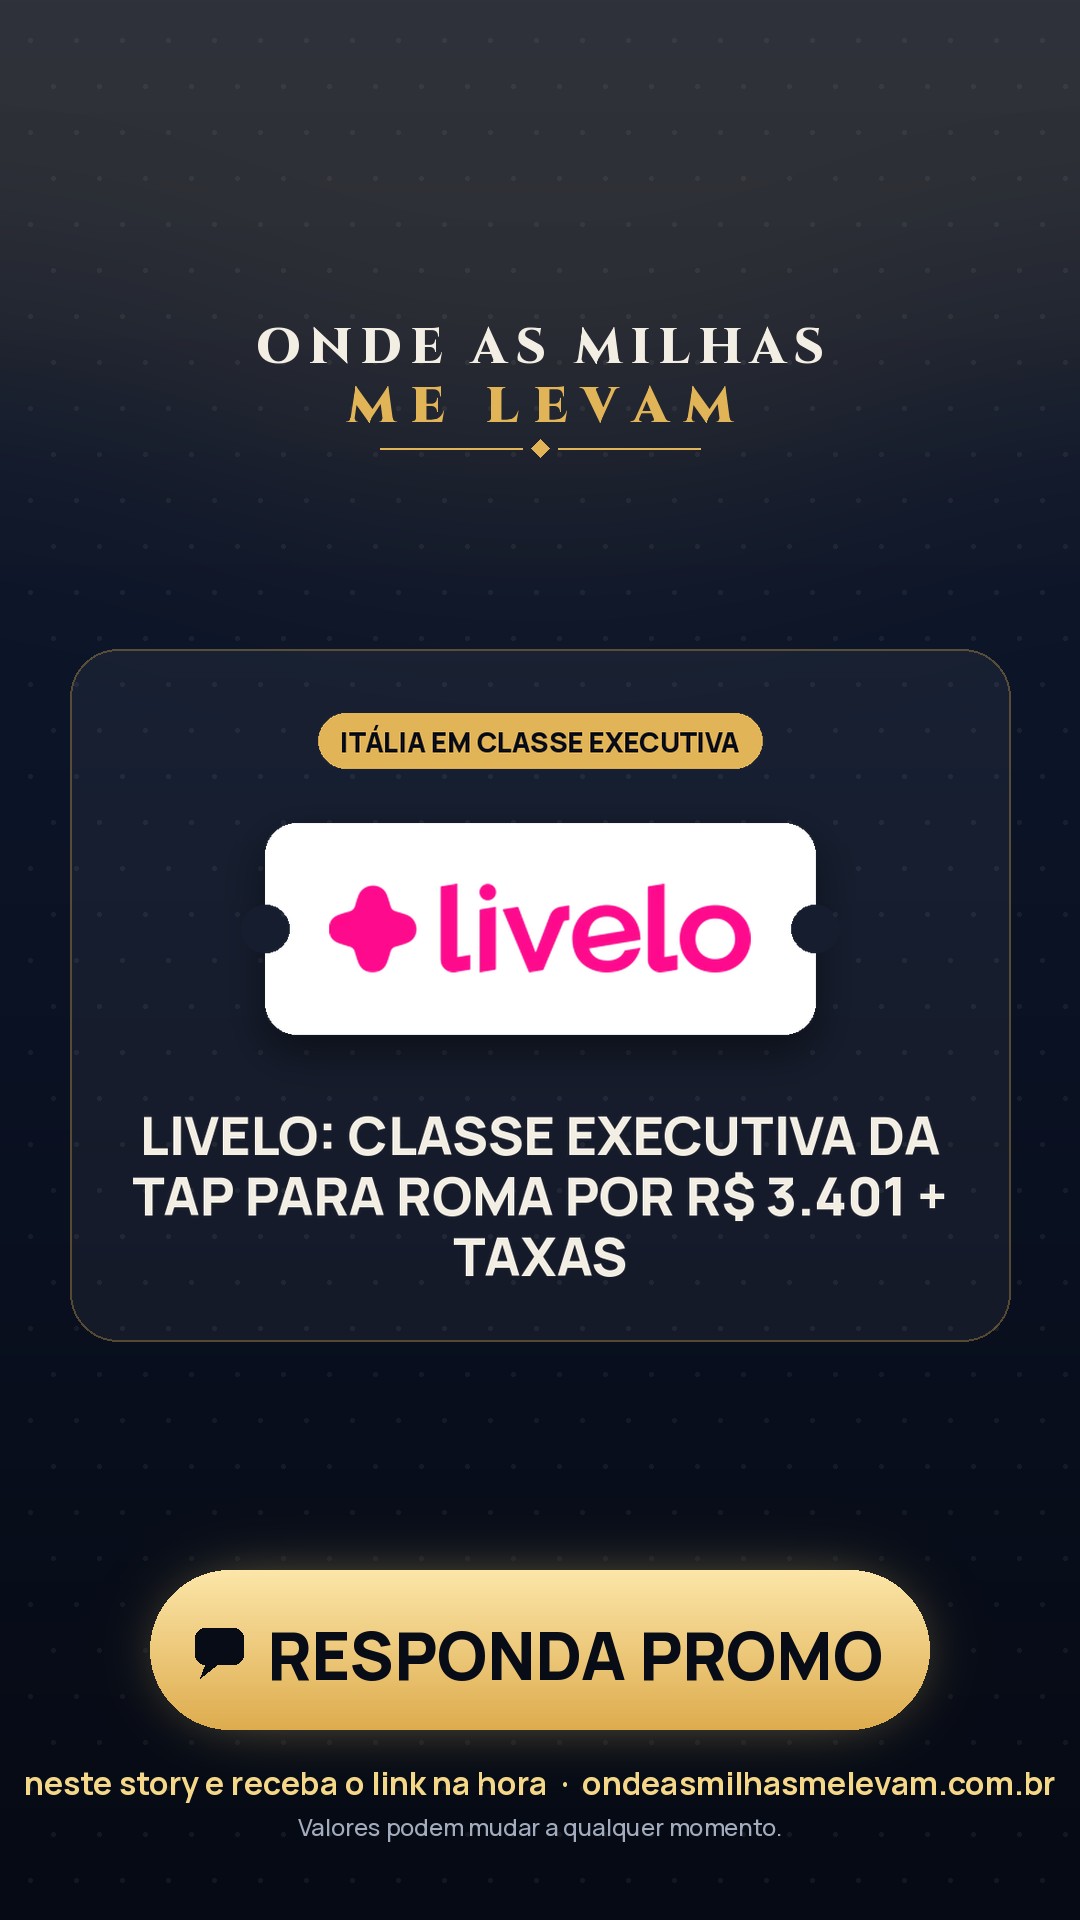 ONDE AS MILHAS
ME LEVAM
ITÁLIA EM CLASSE EXECUTIVA
livelo
LIVELO: CLASSE EXECUTIVA DA
TAP PARA ROMA POR R$ 3.401 +
TAXAS
RESPONDA PROMO
neste story e receba o link na hora · ondeasmilhasmelevam.com.br
Valores podem mudar a qualquer momento.